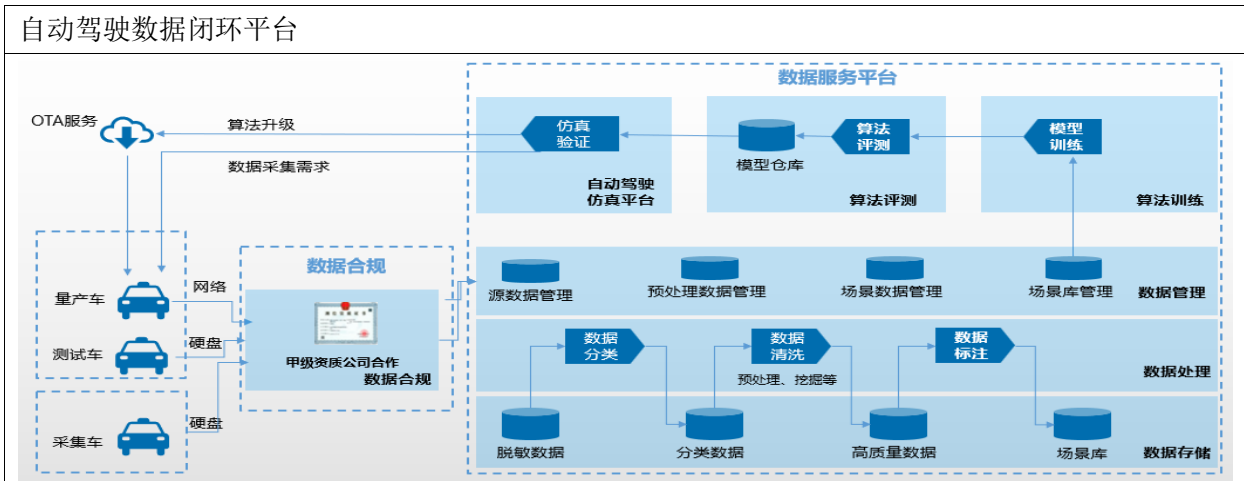 自动驾驶数据闭环平台
数据服务平台
OTA服务
算法升级
数据采集需求
仿真
验证
自动驾驶
仿真平台
模型仓库
算法
评测
算法评测
模型
训练
算法训练
量产车
测试车
采集车
网络
硬盘
硬盘
数据合规
甲级资质公司合作
数据合规
源数据管理
预处理数据管理
场景数据管理
场景库管理
数据管理
数据
分类
数据
清洗
预处理、挖掘等
数据
标注
数据处理
脱敏数据
分类数据
高质量数据
场景库
数据存储